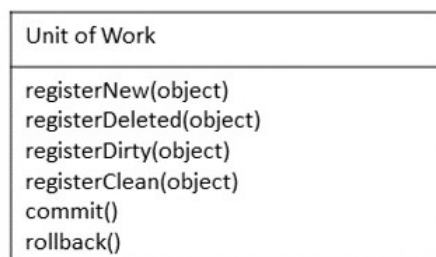 Unit of Work
registerNew(object)
registerDeleted(object)
registerDirty(object)
registerClean(object)
commit()
rollback()